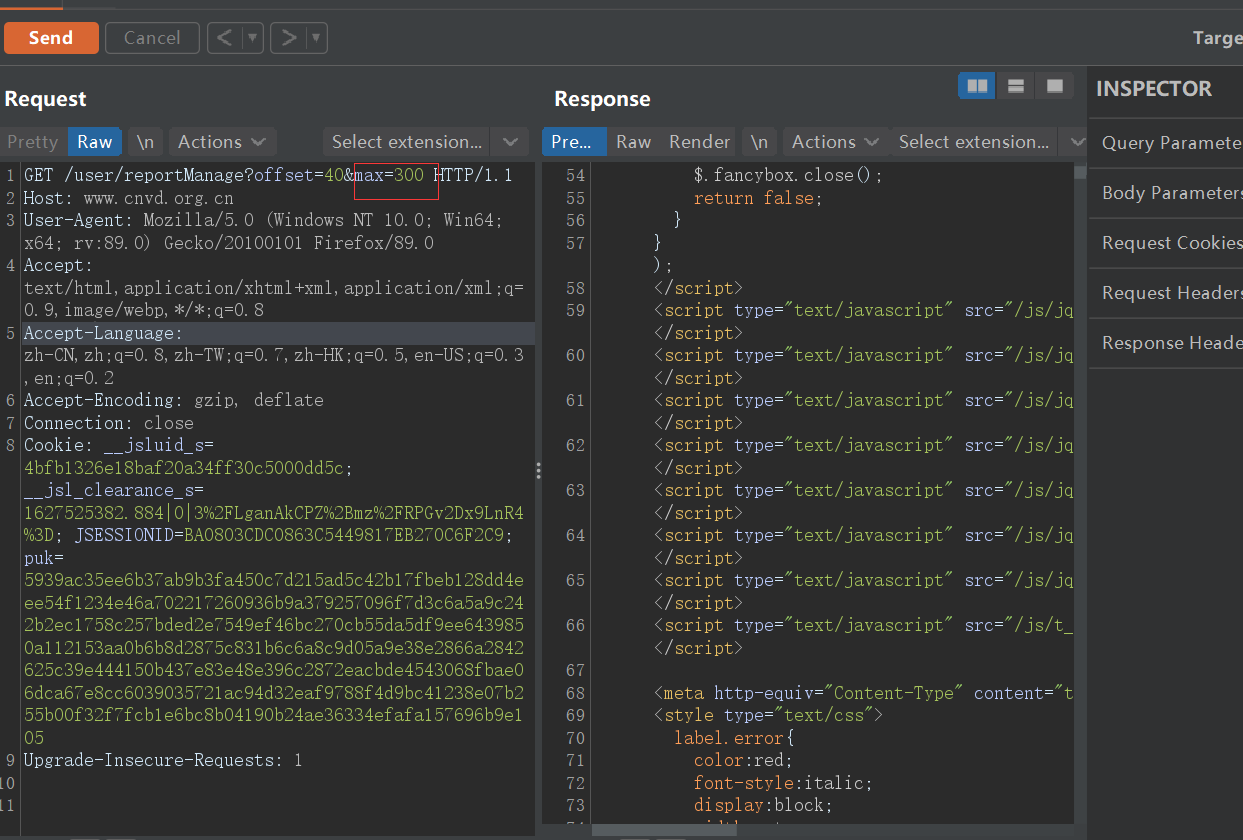 Send
Cancel
Targe
Request
Response
INSPECTOR
Pretty Raw \n Actions Select extension...
Pre... Raw Render \n Actions Select extension...
Query Paramete
Body Parameters
Request Cookies
Request Headers
Response Heade
1 GET /user/reportManage?offset=40&max=300 HTTP/1.1
2 Host: www.cnvd.org.cn
3 User-Agent: Mozilla/5.0 (Windows NT 10.0; Win64;
x64; rv:89.0) Gecko/20100101 Firefox/89.0
4 Accept:
text/html,application/xhtml+xml,application/xml;q=
0.9,image/webp,*/*;q=0.8
5 Accept-Language:
zh-CN,zh;q=0.8,zh-TW;q=0.7,zh-HK;q=0.5,en-US;q=0.3
,en;q=0.2
6 Accept-Encoding: gzip, deflate
7 Connection: close
8 Cookie: __jsluid_s=
4bfb1326e18baf20a34ff30c5000dd5c;
__jsl_clearance_s=
1627525382.884|0|3%2FLganAkCPZ%2Bmz%2FRPGv2Dx9LnR4
%3D; JSESSIONID=BA0803CDC0863C5449817EB270C6F2C9;
puk=
5939ac35ee6b37ab9b3fa450c7d215ad5c42b17fbeb128dd4e
ee54f1234e46a702217260936b9a379257096f7d3c6a5a9c24
2b2ec1758c257bded2e7549ef46bc270cb55da5df9ee643985
0a112153aa0b6b8d2875c831b6c6a8c9d05a9e38e2866a2842
625c39e444150b437e83e48e396c2872eacbde4543068fbae0
6dca67e8cc6039035721ac94d32eaf9788f4d9bc41238e07b2
55b00f32f7fcb1e6bc8b04190b24ae36334efafa157696b9e1
05
9 Upgrade-Insecure-Requests: 1
10
11
54 $.fancybox.close();
55 return false;
56 }
57 }
);
58 </script>
59 <script type="text/javascript" src="/js/jq
</script>
60 <script type="text/javascript" src="/js/jq
</script>
61 <script type="text/javascript" src="/js/jq
</script>
62 <script type="text/javascript" src="/js/jq
</script>
63 <script type="text/javascript" src="/js/jq
</script>
64 <script type="text/javascript" src="/js/jq
</script>
65 <script type="text/javascript" src="/js/jq
</script>
66 <script type="text/javascript" src="/js/t_
</script>
67
68 <meta http-equiv="Content-Type" content="t
69 <style type="text/css">
70 label.error{
71 color:red;
72 font-style:italic;
73 display:block;